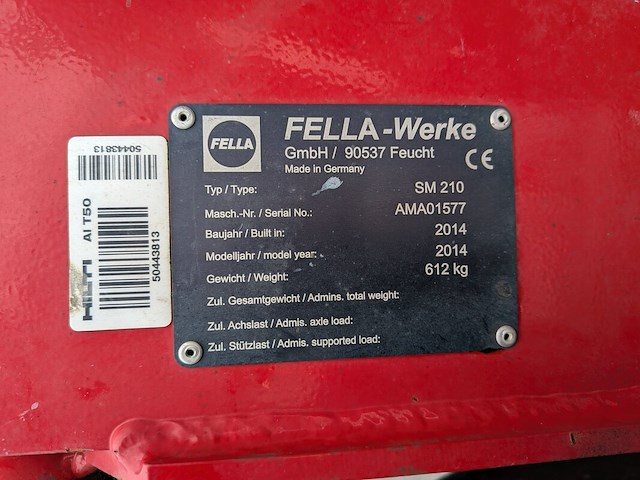 FELLA
FELLA-Werke
GmbH/ 90537 Feucht
Made in Germany
CE
Typ / Type: SM 210
Masch.-Nr. / Serial No.: AMA01577
Baujahr / Built in: 2014
Modelljahr / model year: 2014
Gewicht / Weight: 612 kg
Zul. Gesamtgewicht / Admins. total weight:
Zul. Achslast / Admis. axle load:
Zul. Stützlast / Admis. supported load:
50443813
HILTI AI T50
50443813